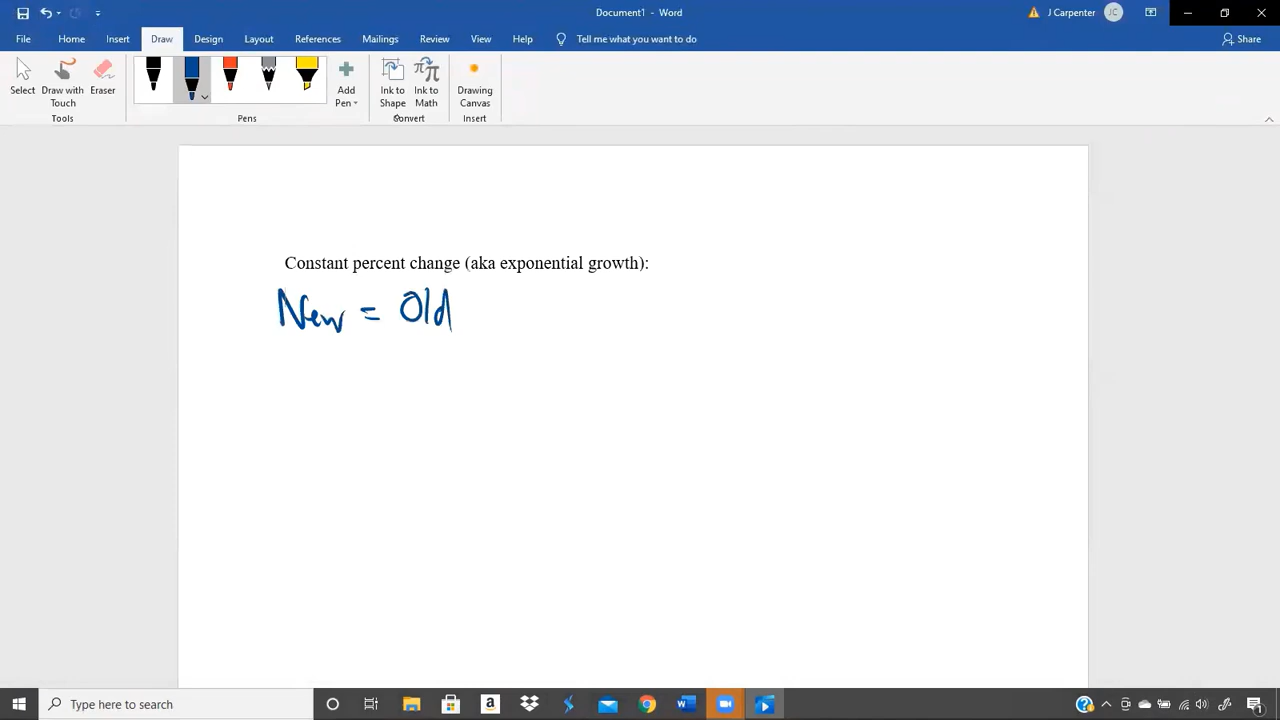 Document1 - Word
J Carpenter
JC
File
Home
Insert
Draw
Design
Layout
References
Mailings
Review
View
Help
Tell me what you want to do
Share
Select
Draw with
Touch
Eraser
Add
Pen
Ink to
Shape
Ink to
Math
Drawing
Canvas
Tools
Pens
Convert
Insert
Constant percent change (aka exponential growth):
New = Old
Type here to search